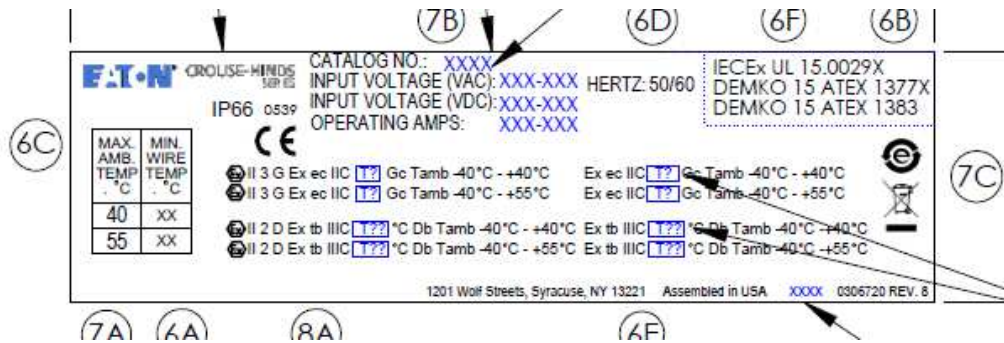 7B 6D 6F 6B
EATON CROUSE-HINDS SERIES
CATALOG NO.: XXXX
INPUT VOLTAGE (VAC): XXX-XXX HERTZ: 50/60
INPUT VOLTAGE (VDC): XXX-XXX
OPERATING AMPS: XXX-XXX
IECEx UL 15.0029X
DEMKO 15 ATEX 1377X
DEMKO 15 ATEX 1383
IP66 0539
CE
6C
MAX. AMB. TEMP. °C MIN. WIRE TEMP. °C
40 XX
55 XX
Ex II 3 G Ex ec IIC T? Gc Tamb -40°C - +40°C Ex ec IIC T? Gc Tamb -40°C - +40°C
Ex II 3 G Ex ec IIC T? Gc Tamb -40°C - +55°C Ex ec IIC T? Gc Tamb -40°C - +55°C
Ex II 2 D Ex tb IIIC T?? °C Db Tamb -40°C - +40°C Ex tb IIIC T?? °C Db Tamb -40°C - +40°C
Ex II 2 D Ex tb IIIC T?? °C Db Tamb -40°C - +55°C Ex tb IIIC T?? °C Db Tamb -40°C - +55°C
e
7C
1201 Wolf Streets, Syracuse, NY 13221 Assembled in USA XXXX 0306720 REV. 8
7A 6A 8A 6E